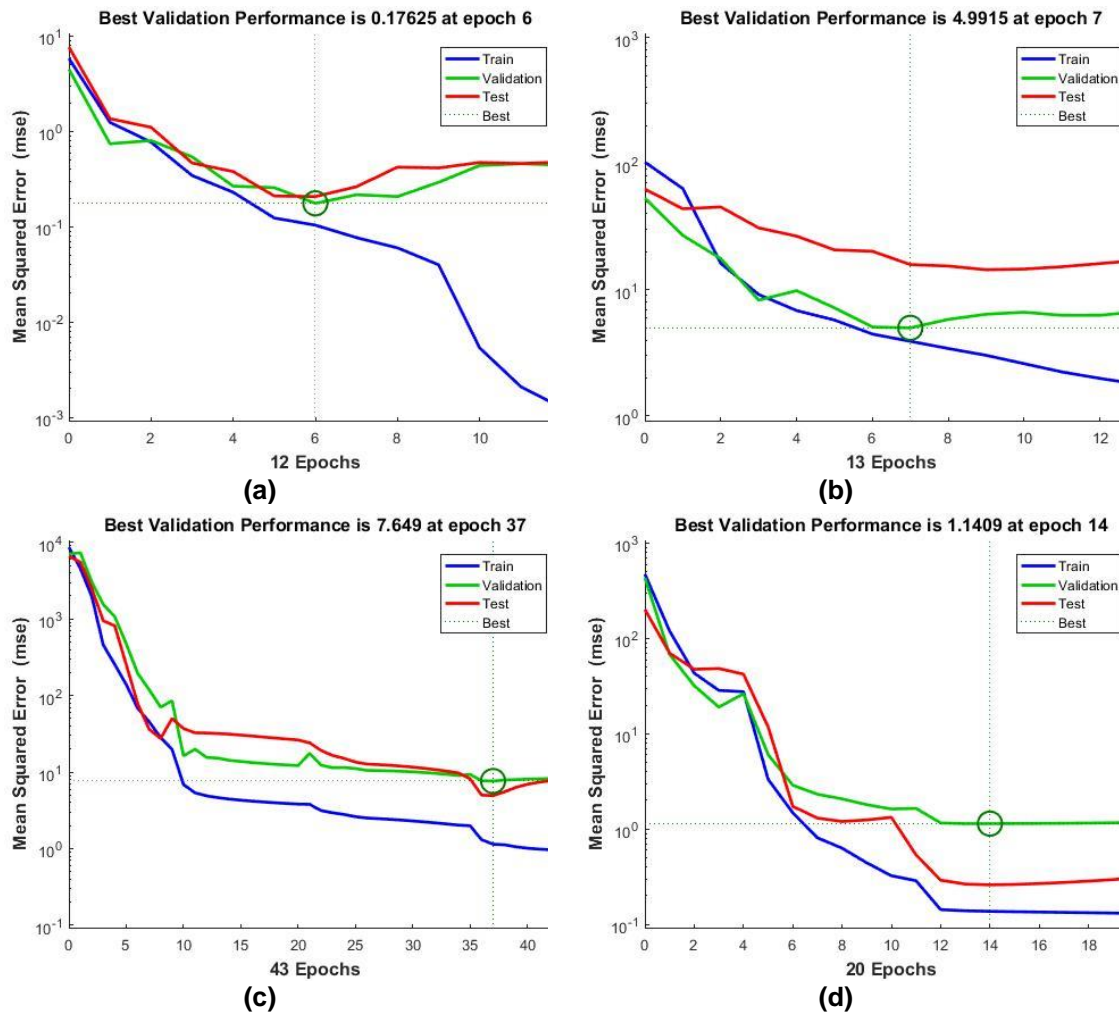 Best Validation Performance is 0.17625 at epoch 6
Mean Squared Error (mse)
10^1
10^0
10^-1
10^-2
10^-3
Train
Validation
Test
Best
0 2 4 6 8 10
12 Epochs
(a)
Best Validation Performance is 4.9915 at epoch 7
Mean Squared Error (mse)
10^3
10^2
10^1
10^0
Train
Validation
Test
Best
0 2 4 6 8 10 12
13 Epochs
(b)
Best Validation Performance is 7.649 at epoch 37
Mean Squared Error (mse)
10^4
10^3
10^2
10^1
10^0
10^-1
Train
Validation
Test
Best
0 5 10 15 20 25 30 35 40
43 Epochs
(c)
Best Validation Performance is 1.1409 at epoch 14
Mean Squared Error (mse)
10^3
10^2
10^1
10^0
10^-1
Train
Validation
Test
Best
0 2 4 6 8 10 12 14 16 18
20 Epochs
(d)